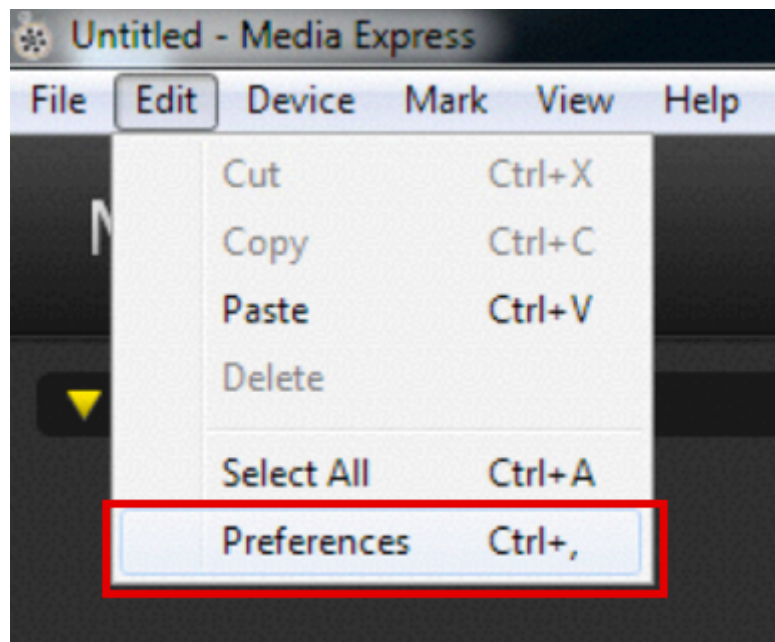 Untitled - Media Express
File Edit Device Mark View Help
Cut Ctrl+X
Copy Ctrl+C
Paste Ctrl+V
Delete
Select All Ctrl+A
Preferences Ctrl+,